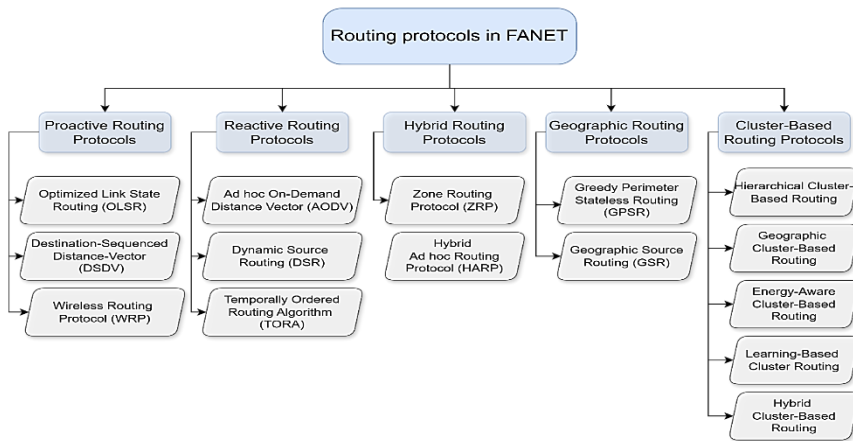 Routing protocols in FANET
Proactive Routing
Protocols
Reactive Routing
Protocols
Hybrid Routing
Protocols
Geographic Routing
Protocols
Cluster-Based
Routing Protocols
Optimized Link State
Routing (OLSR)
Destination-Sequenced
Distance-Vector
(DSDV)
Wireless Routing
Protocol (WRP)
Ad hoc On-Demand
Distance Vector (AODV)
Dynamic Source
Routing (DSR)
Temporally Ordered
Routing Algorithm
(TORA)
Zone Routing
Protocol (ZRP)
Hybrid
Ad hoc Routing
Protocol (HARP)
Greedy Perimeter
Stateless Routing
(GPSR)
Geographic Source
Routing (GSR)
Hierarchical Cluster-
Based Routing
Geographic
Cluster-Based
Routing
Energy-Aware
Cluster-Based
Routing
Learning-Based
Cluster Routing
Hybrid
Cluster-Based
Routing